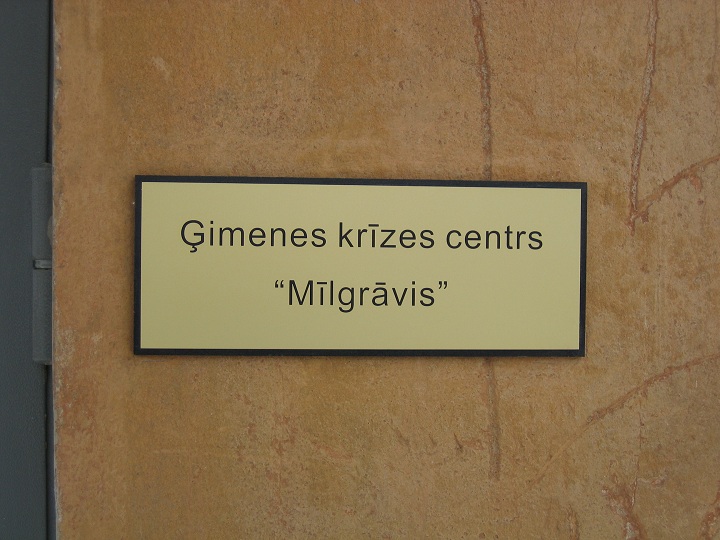 Ģimenes krīzes centrs
“Mīlgrāvis”